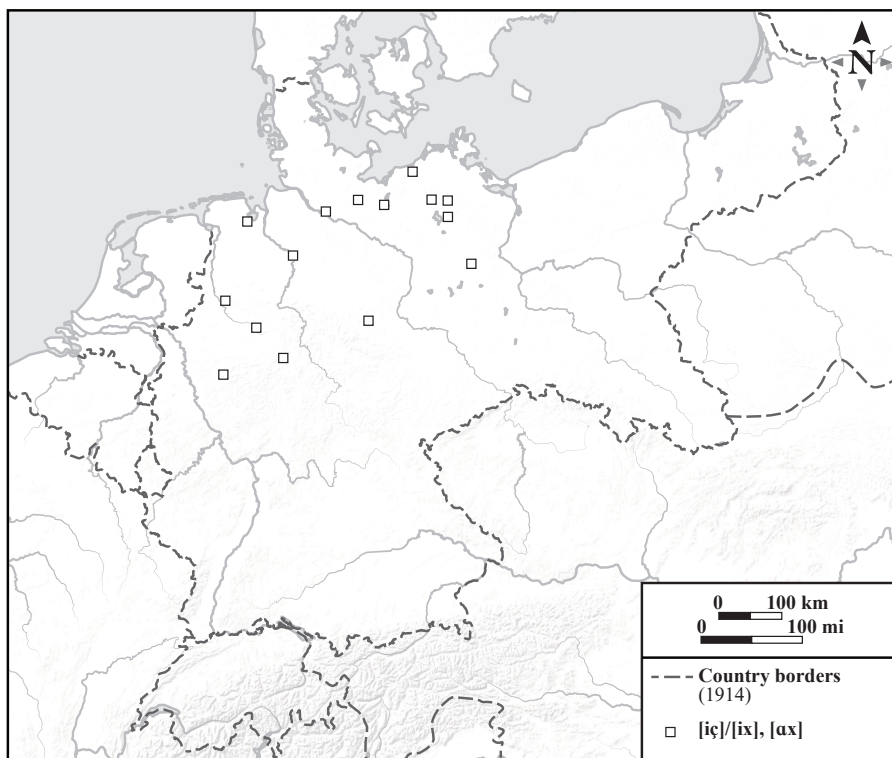 N
0 100 km
0 100 mi
Country borders
(1914)
[iç]/[ix], [ɑx]